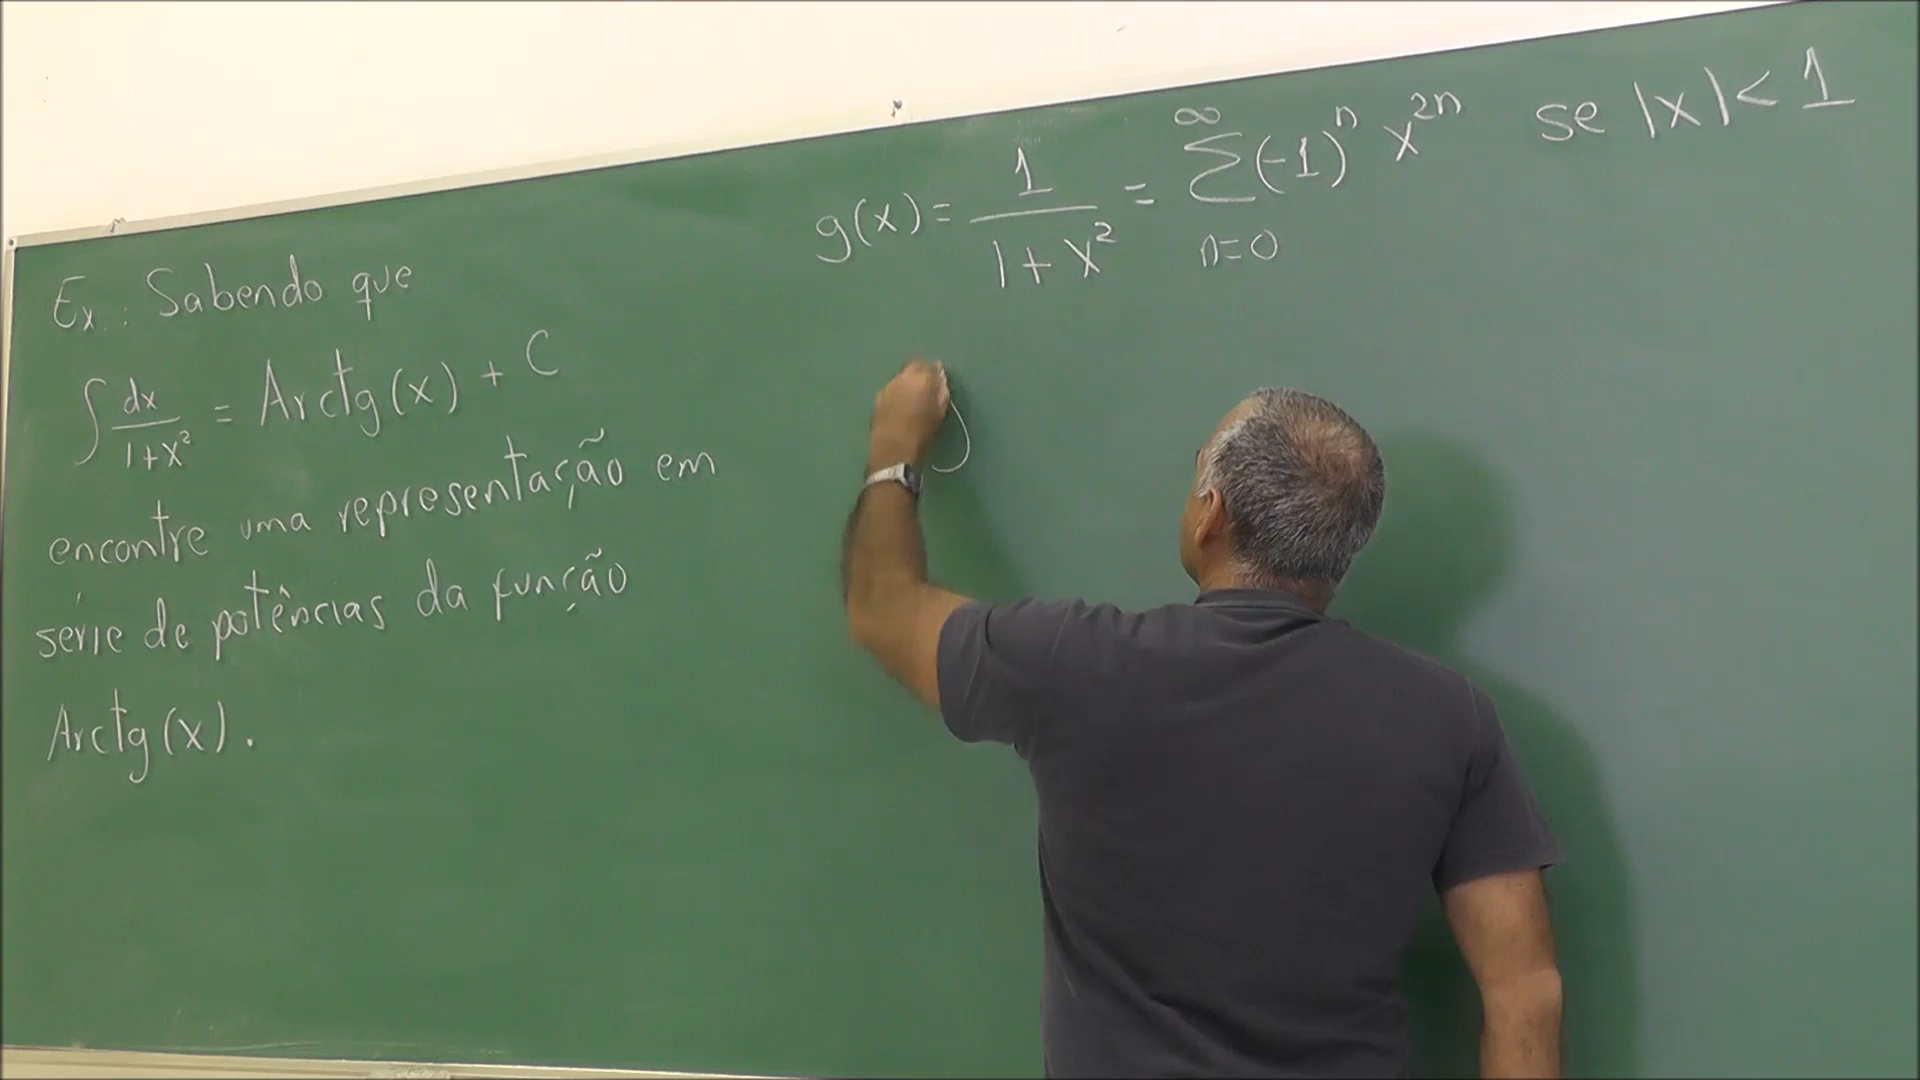 Ex.: Sabendo que
∫ dx/(1+x²) = Arctg(x) + C
encontre uma representação em
série de potências da função
Arctg(x).
g(x) = 1/(1+x²) = ∑_{n=0}^{∞} (-1)ⁿ x²ⁿ se |x| < 1
∫